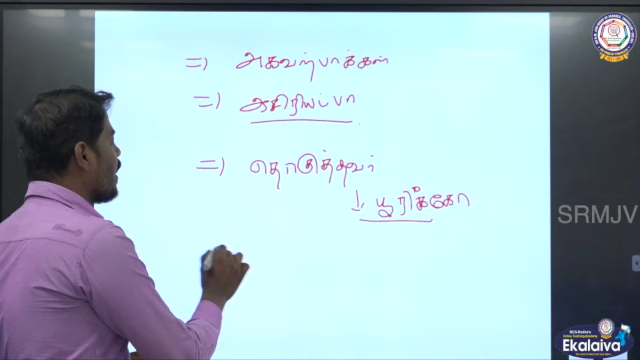 => அகவற்பாக்கள்
=> ஆசிரியப்பா
=> தொகுத்தவர்
↓ பூரிக்கோ
SRMJV
Ekalaiva